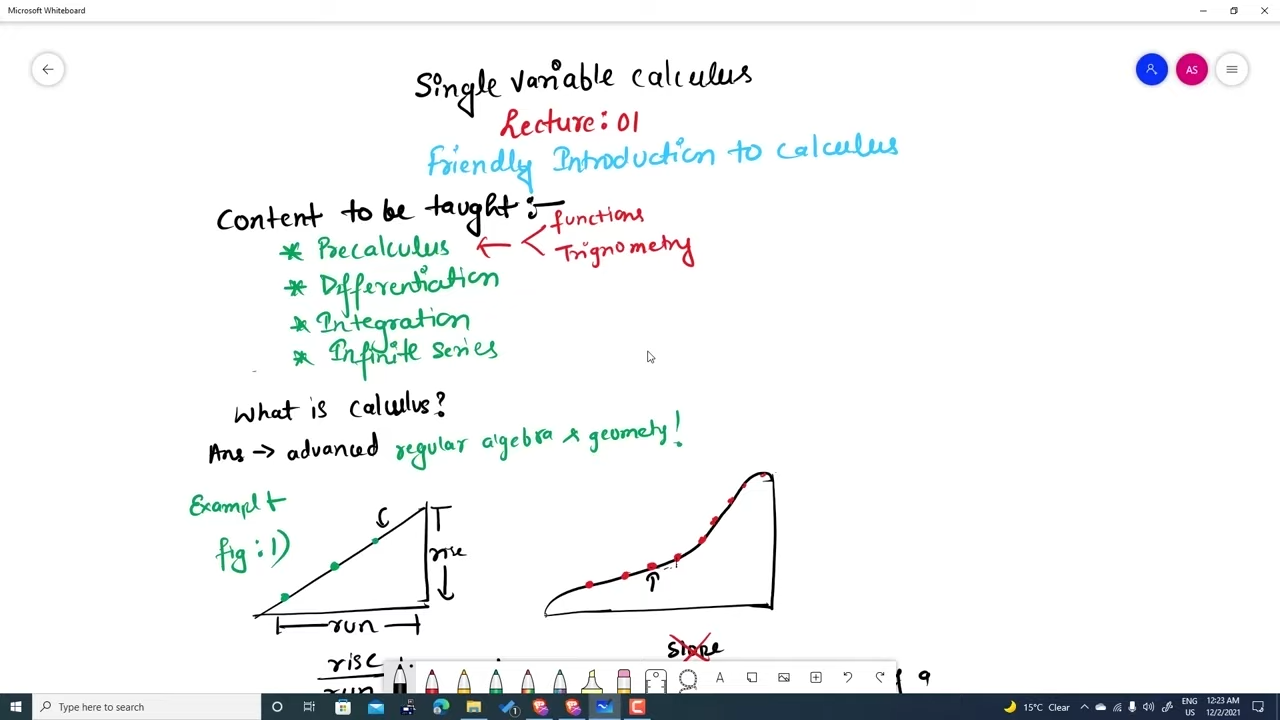 Microsoft Whiteboard
AS
Single variable calculus
Lecture: 01
Friendly Introduction to calculus
Content to be taught :-
* Precalculus ← < functions
Trignometry
* Differentiation
* Integration
* Infinite series
What is calculus?
Ans → advanced regular algebra & geometry!
Example
fig : 1)
rise
run
slope
rise
run
A
Type here to search
15°C Clear
ENG
US
12:23 AM
12/2/2021